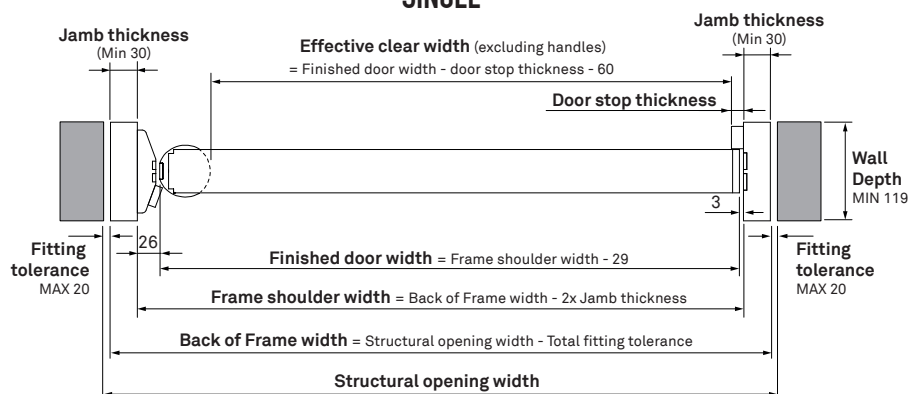 SINGLE
Jamb thickness
(Min 30)
Effective clear width (excluding handles)
= Finished door width - door stop thickness - 60
Jamb thickness
(Min 30)
Door stop thickness
Wall
Depth
MIN 119
3
26
Fitting
tolerance
MAX 20
Finished door width = Frame shoulder width - 29
Fitting
tolerance
MAX 20
Frame shoulder width = Back of Frame width - 2x Jamb thickness
Back of Frame width = Structural opening width - Total fitting tolerance
Structural opening width